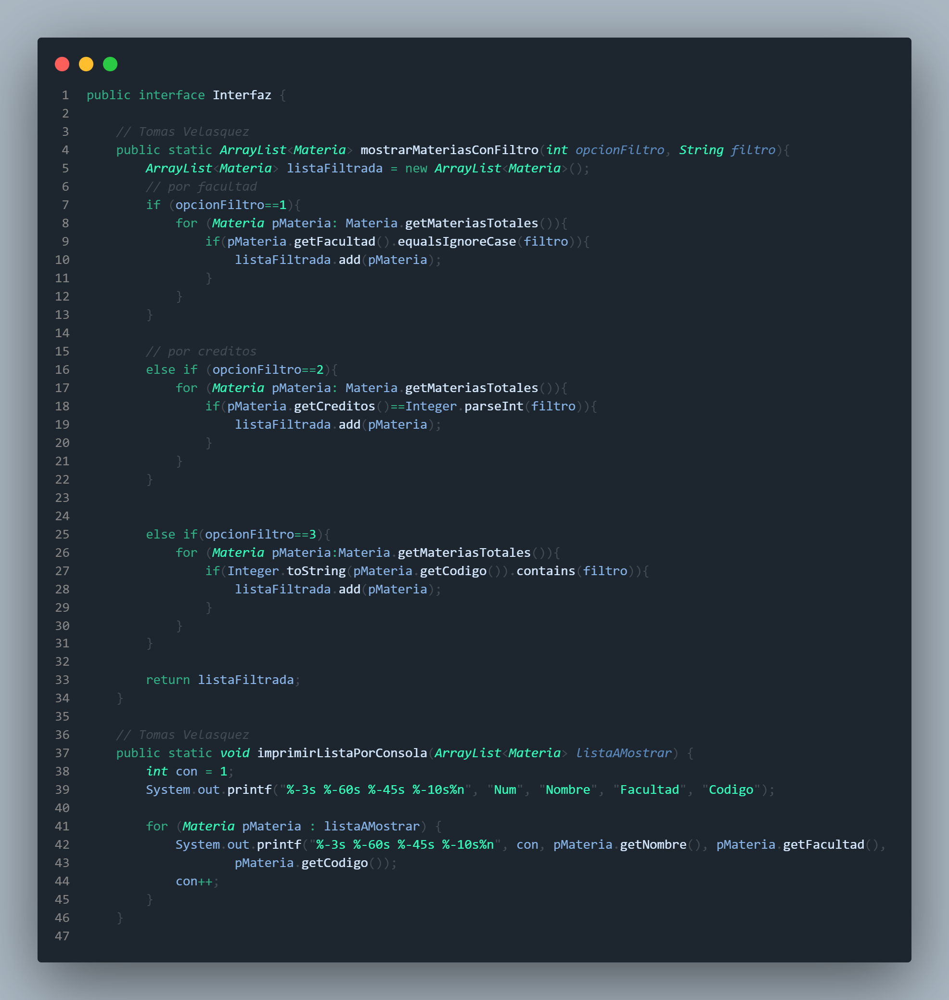 1 public interface Interfaz {
2
3     // Tomas Velasquez
4     public static ArrayList<Materia> mostrarMateriasConFiltro(int opcionFiltro, String filtro){
5         ArrayList<Materia> listaFiltrada = new ArrayList<Materia>();
6         // por facultad
7         if (opcionFiltro==1){
8             for (Materia pMateria: Materia.getMateriasTotales()){
9                 if(pMateria.getFacultad().equalsIgnoreCase(filtro)){
10                     listaFiltrada.add(pMateria);
11                 }
12             }
13         }
14
15         // por creditos
16         else if (opcionFiltro==2){
17             for (Materia pMateria: Materia.getMateriasTotales()){
18                 if(pMateria.getCreditos()==Integer.parseInt(filtro)){
19                     listaFiltrada.add(pMateria);
20                 }
21             }
22         }
23
24
25         else if(opcionFiltro==3){
26             for (Materia pMateria:Materia.getMateriasTotales()){
27                 if(Integer.toString(pMateria.getCodigo()).contains(filtro)){
28                     listaFiltrada.add(pMateria);
29                 }
30             }
31         }
32
33         return listaFiltrada;
34     }
35
36     // Tomas Velasquez
37     public static void imprimirListaPorConsola(ArrayList<Materia> listaAMostrar) {
38         int con = 1;
39         System.out.printf("%-3s %-60s %-45s %-10s%n", "Num", "Nombre", "Facultad", "Codigo");
40
41         for (Materia pMateria : listaAMostrar) {
42             System.out.printf("%-3s %-60s %-45s %-10s%n", con, pMateria.getNombre(), pMateria.getFacultad(),
43                     pMateria.getCodigo());
44             con++;
45         }
46     }
47